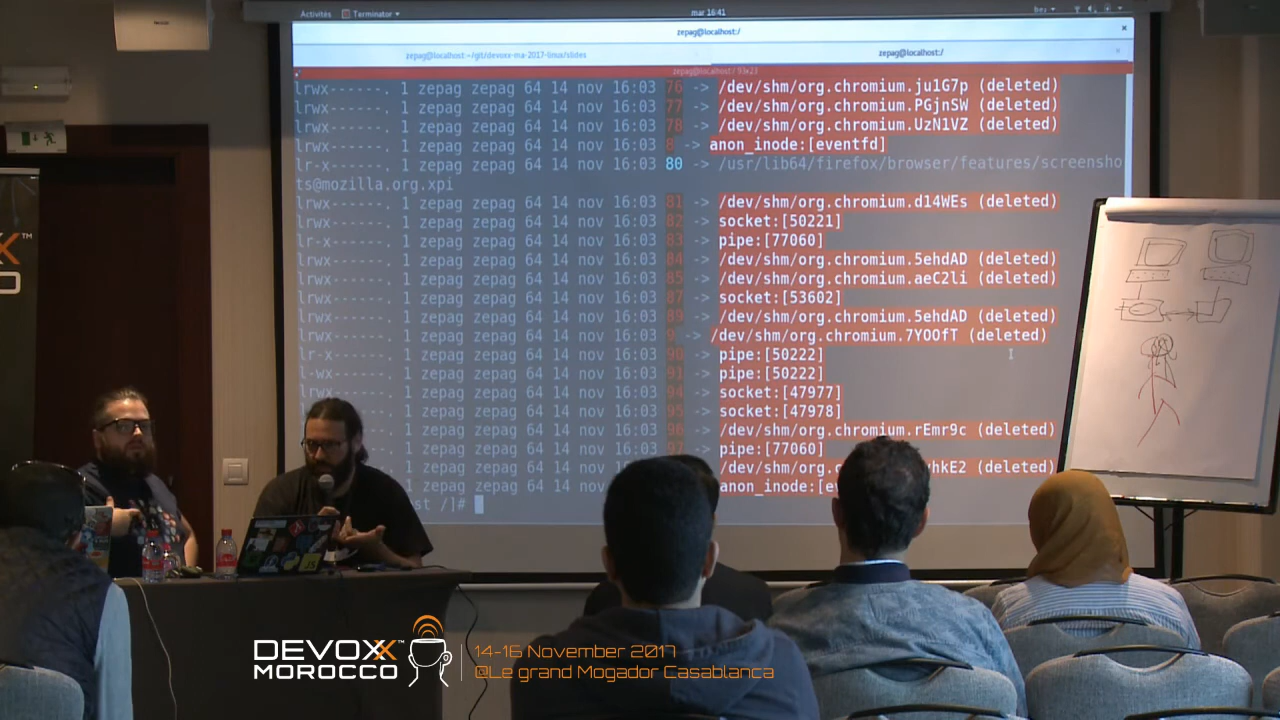 Activités Terminator mar 16:41
zepag@localhost:/
zepag@localhost:~/git/devoxx-ma-2017-linux/slides zepag@localhost:/
lrwx------. 1 zepag zepag 64 14 nov 16:03 76 -> /dev/shm/org.chromium.ju1G7p (deleted)
lrwx------. 1 zepag zepag 64 14 nov 16:03 77 -> /dev/shm/org.chromium.PGjnSW (deleted)
lrwx------. 1 zepag zepag 64 14 nov 16:03 78 -> /dev/shm/org.chromium.UzN1VZ (deleted)
lrwx------. 1 zepag zepag 64 14 nov 16:03 8 -> anon_inode:[eventfd]
lr-x------. 1 zepag zepag 64 14 nov 16:03 80 -> /usr/lib64/firefox/browser/features/screensho
ts@mozilla.org.xpi
lrwx------. 1 zepag zepag 64 14 nov 16:03 81 -> /dev/shm/org.chromium.d14WEs (deleted)
lrwx------. 1 zepag zepag 64 14 nov 16:03 82 -> socket:[50221]
lr-x------. 1 zepag zepag 64 14 nov 16:03 83 -> pipe:[77060]
lrwx------. 1 zepag zepag 64 14 nov 16:03 84 -> /dev/shm/org.chromium.5ehdAD (deleted)
lrwx------. 1 zepag zepag 64 14 nov 16:03 85 -> /dev/shm/org.chromium.aeC2li (deleted)
lrwx------. 1 zepag zepag 64 14 nov 16:03 87 -> socket:[53602]
lrwx------. 1 zepag zepag 64 14 nov 16:03 89 -> /dev/shm/org.chromium.5ehdAD (deleted)
lrwx------. 1 zepag zepag 64 14 nov 16:03 9 -> /dev/shm/org.chromium.7YOOfT (deleted)
lr-x------. 1 zepag zepag 64 14 nov 16:03 90 -> pipe:[50222]
l-wx------. 1 zepag zepag 64 14 nov 16:03 91 -> pipe:[50222]
lrwx------. 1 zepag zepag 64 14 nov 16:03 94 -> socket:[47977]
. 1 zepag zepag 64 14 nov 16:03 95 -> socket:[47978]
. 1 zepag zepag 64 14 nov 16:03 96 -> /dev/shm/org.chromium.rEmr9c (deleted)
. 1 zepag zepag 64 14 nov 16:03 97 -> pipe:[77060]
. 1 zepag zepag 64 14 nov /dev/shm/org.c hkE2 (deleted)
. 1 zepag zepag 64 14 nov anon_inode:[e
st /]#
DEVOXX™
MOROCCO
14-16 November 2017
@Le grand Mogador Casablanca